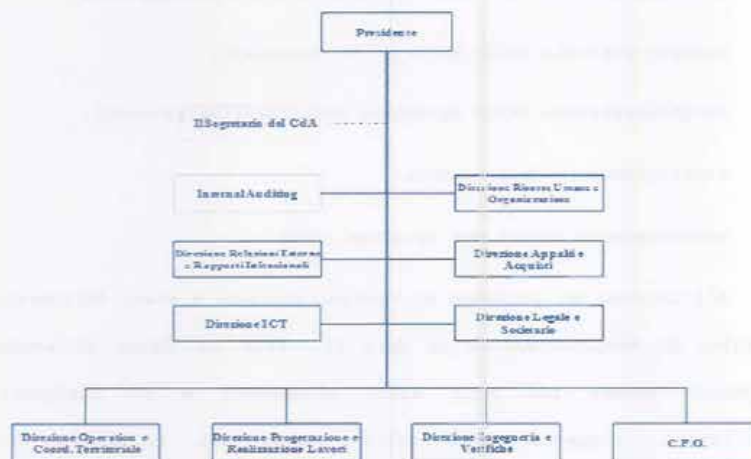 Presidente
Il Segretario del CdA
Internal Auditing
Direzione Risorse Umane e
Organizzazione
Direzione Relazioni Esterne
e Rapporti Istituzionali
Direzione Appalti e
Acquisti
Direzione ICT
Direzione Legale e
Societario
Direzione Operation e
Coord. Territoriale
Direzione Progettazione e
Realizzazione Lavori
Direzione Ingegneria e
Verifiche
C.F.O.